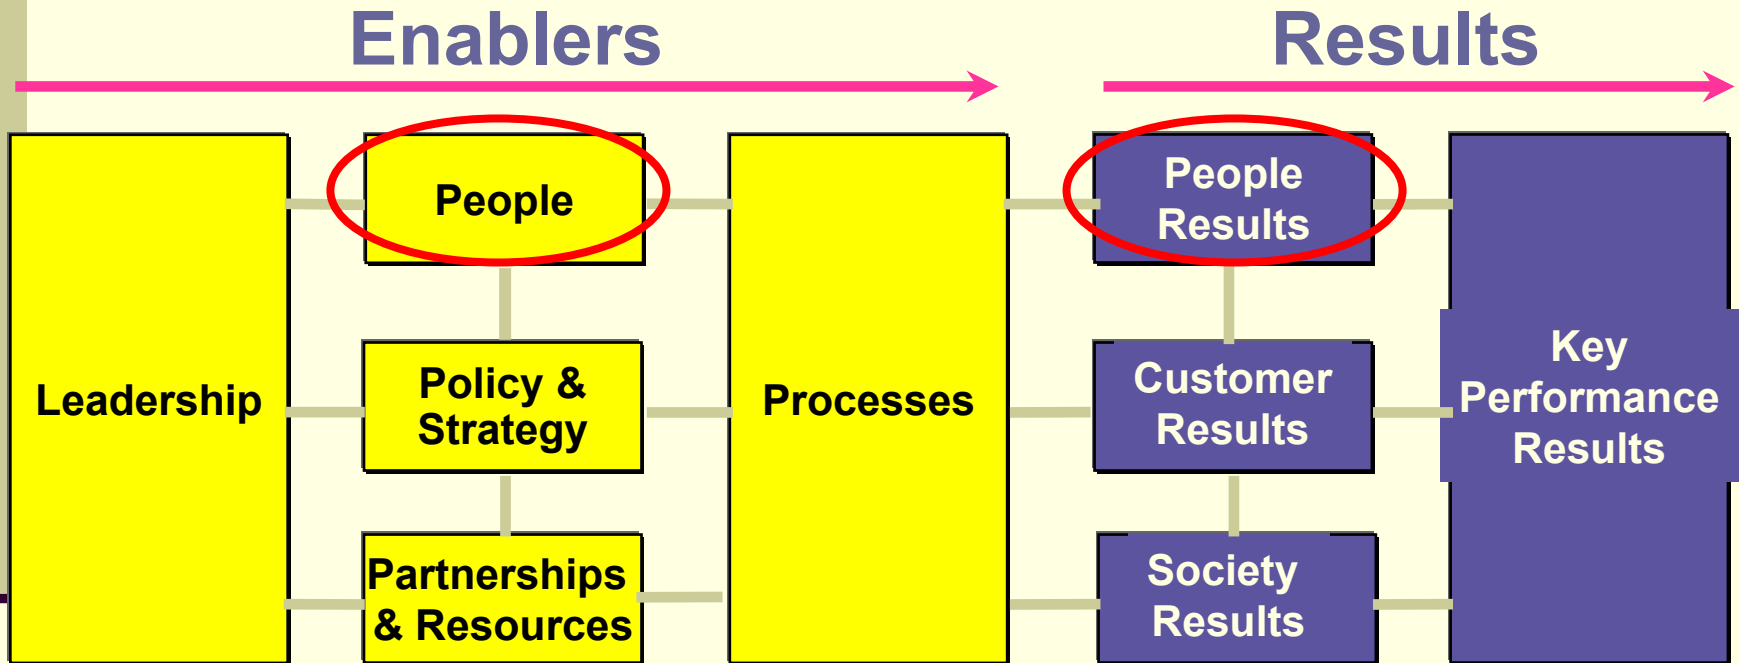 Enablers
Results
Leadership
People
Policy &
Strategy
Partnerships
& Resources
Processes
People
Results
Customer
Results
Society
Results
Key
Performance
Results